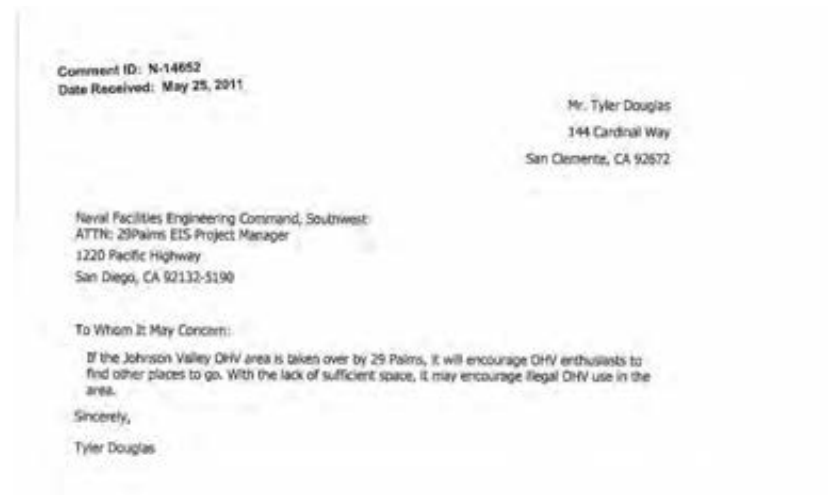 Comment ID: N-14652
Date Received: May 25, 2011
Mr. Tyler Douglas
144 Cardinal Way
San Clemente, CA 92672
Naval Facilities Engineering Command, Southwest
ATTN: 29Palms EIS Project Manager
1220 Pacific Highway
San Diego, CA 92132-5190
To Whom It May Concern:
If the Johnson Valley OHV area is taken over by 29 Palms, it will encourage OHV enthusiasts to
find other places to go. With the lack of sufficient space, it may encourage illegal OHV use in the
area.
Sincerely,
Tyler Douglas